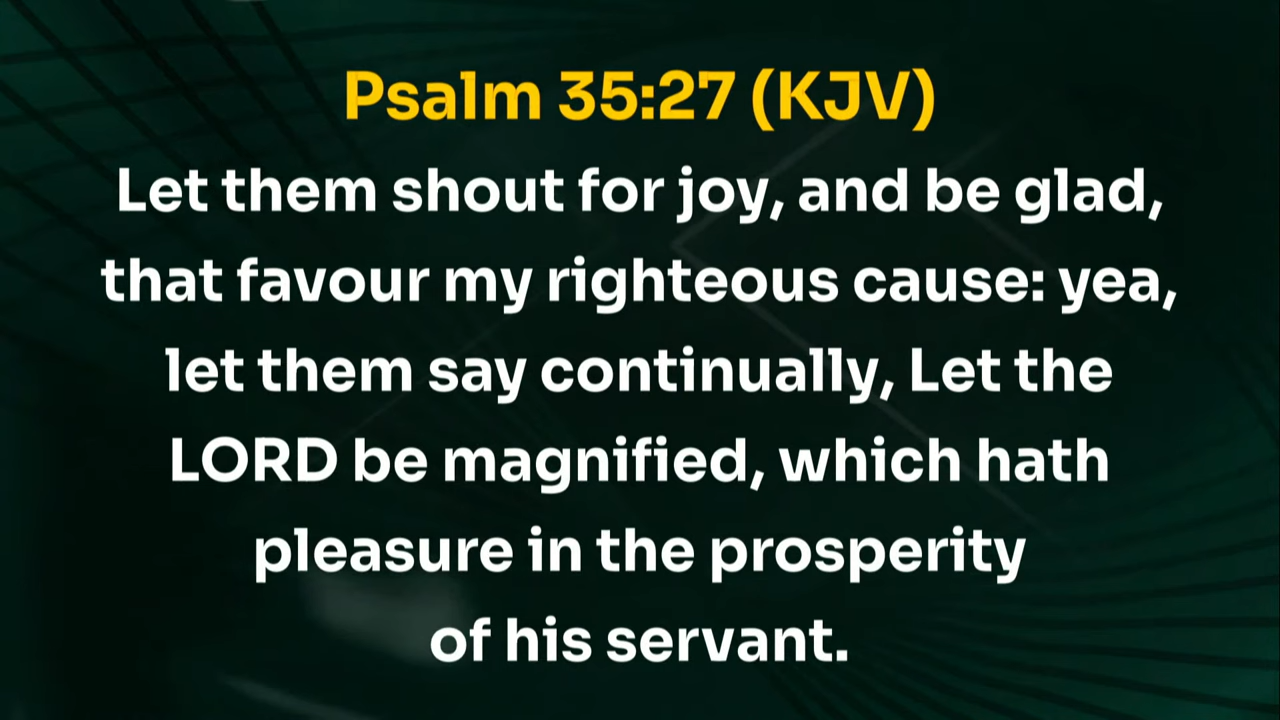 Psalm 35:27 (KJV)
Let them shout for joy, and be glad,
that favour my righteous cause: yea,
let them say continually, Let the
LORD be magnified, which hath
pleasure in the prosperity
of his servant.